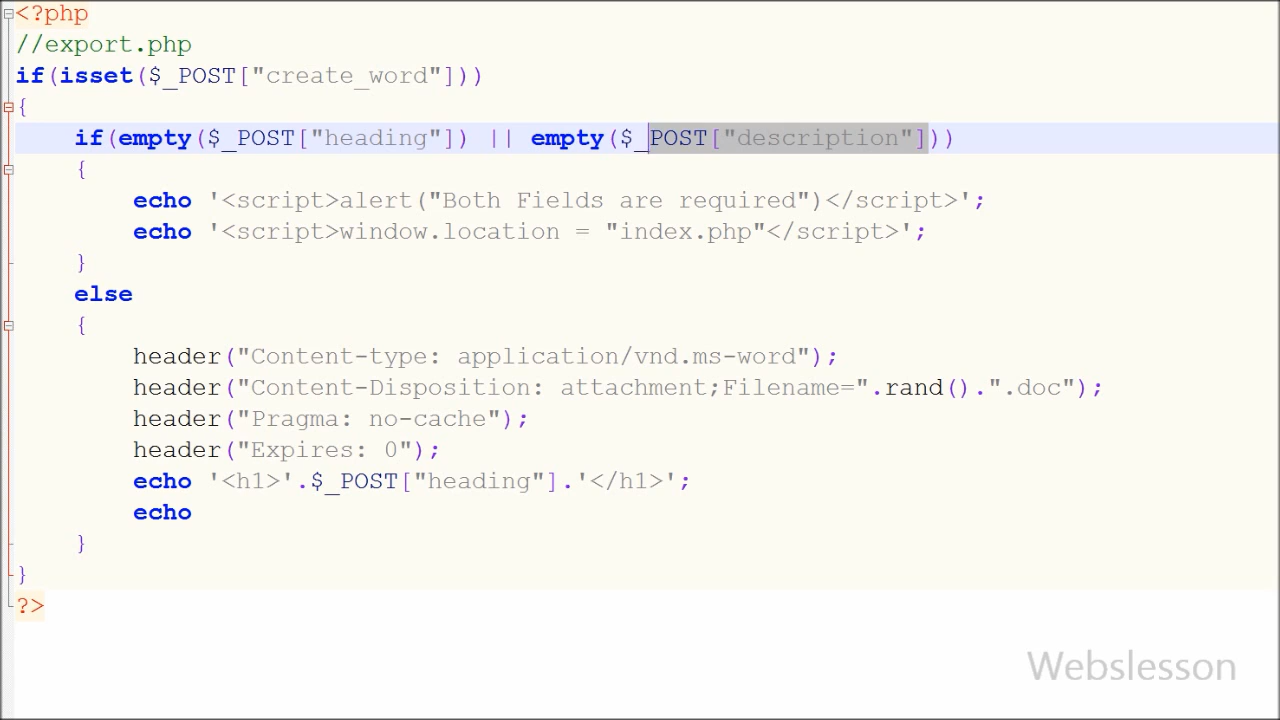 <?php
//export.php
if(isset($_POST["create_word"]))
{
    if(empty($_POST["heading"]) || empty($_POST["description"]))
    {
        echo '<script>alert("Both Fields are required")</script>';
        echo '<script>window.location = "index.php"</script>';
    }
    else
    {
        header("Content-type: application/vnd.ms-word");
        header("Content-Disposition: attachment;Filename=".rand().".doc");
        header("Pragma: no-cache");
        header("Expires: 0");
        echo '<h1>'.$_POST["heading"].'</h1>';
        echo
    }
}
?>
Webslesson